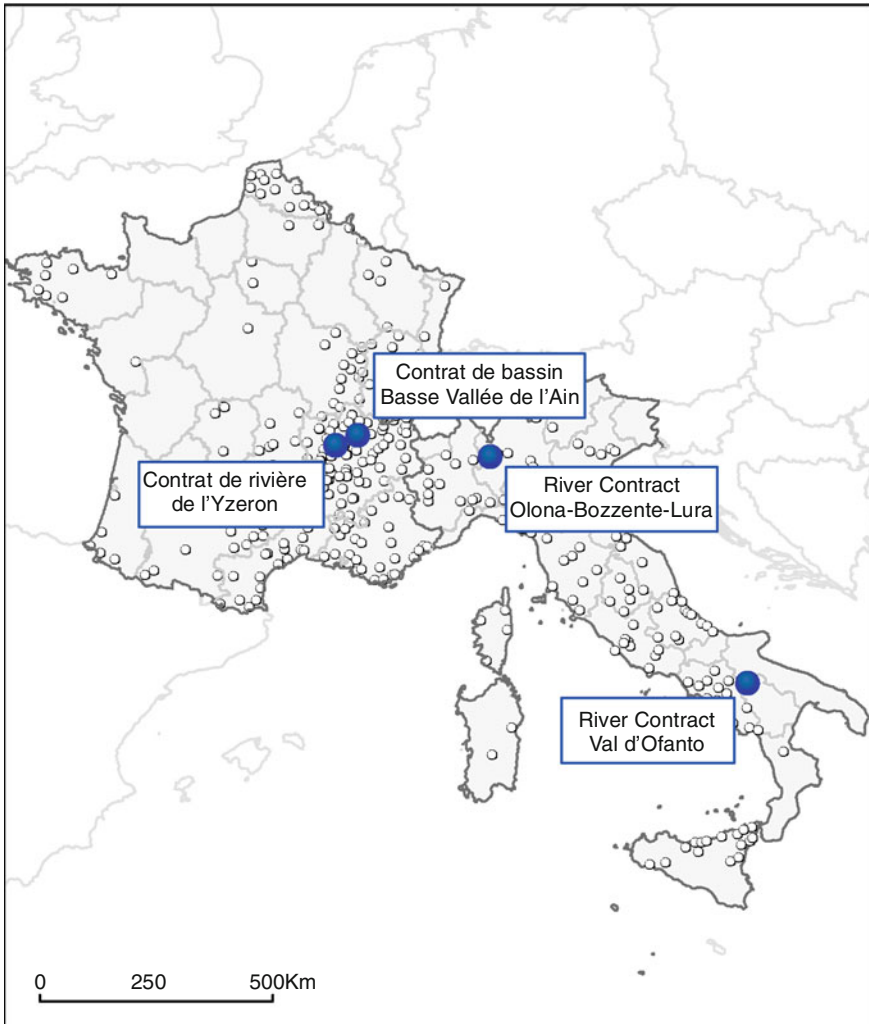 Contrat de bassin
Basse Vallée de l'Ain
Contrat de rivière
de l'Yzeron
River Contract
Olona-Bozzente-Lura
River Contract
Val d'Ofanto
0 250 500Km